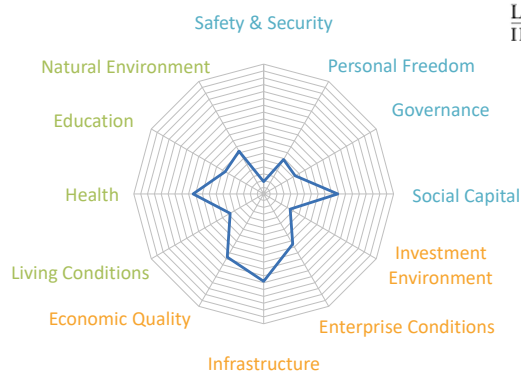 Safety & Security
Natural Environment
Personal Freedom
Education
Governance
Health
Social Capital
Living Conditions
Investment
Environment
Economic Quality
Enterprise Conditions
Infrastructure